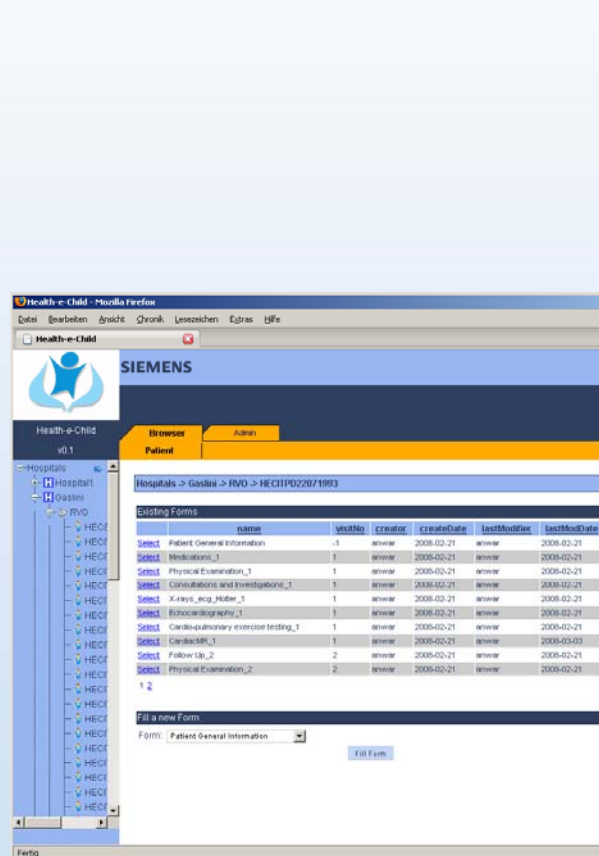 Health-e-Child - Mozilla Firefox
Datei Bearbeiten Ansicht Chronik Lesezeichen Extras Hilfe
Health-e-Child
SIEMENS
Health-e-Child
v0.1
Browser Admin
Patient
Hospitals
Hospital1
Gaslini
RVO
Hospitals -> Gaslini -> RVO -> HECITPD22071993
Existing Forms
name visitNo creator createDate lastModifier lastModDate
Select Patient General Information -1 anwar 2008-02-21 anwar 2008-02-21
Select Medications_1 1 anwar 2008-02-21 anwar 2008-02-21
Select Physical Examination_1 1 anwar 2008-02-21 anwar 2008-02-21
Select Consultations and Investigations_1 1 anwar 2008-02-21 anwar 2008-02-21
Select X-rays_ecg_Holter_1 1 anwar 2008-02-21 anwar 2008-02-21
Select Echocardiography_1 1 anwar 2008-02-21 anwar 2008-02-21
Select Cardio-pulmonary exercise testing_1 1 anwar 2008-02-21 anwar 2008-02-21
Select CardiacMR_1 1 anwar 2008-02-21 anwar 2008-03-03
Select Follow Up_2 2 anwar 2008-02-21 anwar 2008-02-21
Select Physical Examination_2 2 anwar 2008-02-21 anwar 2008-02-21
1 2
Fill a new Form
Form: Patient General Information
Fill Form
Fertig